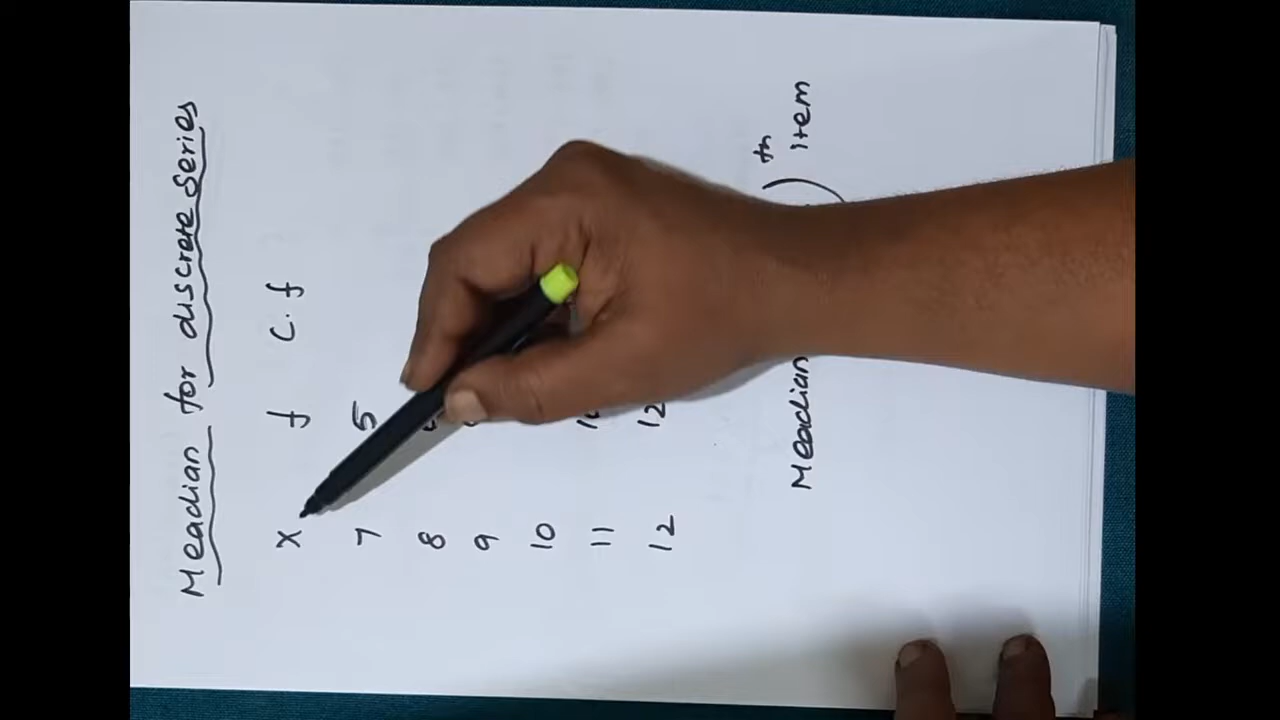 Meadian for discrete series
X f C.f
7 5
8
9
10
11
12 12
Meadian ) th item